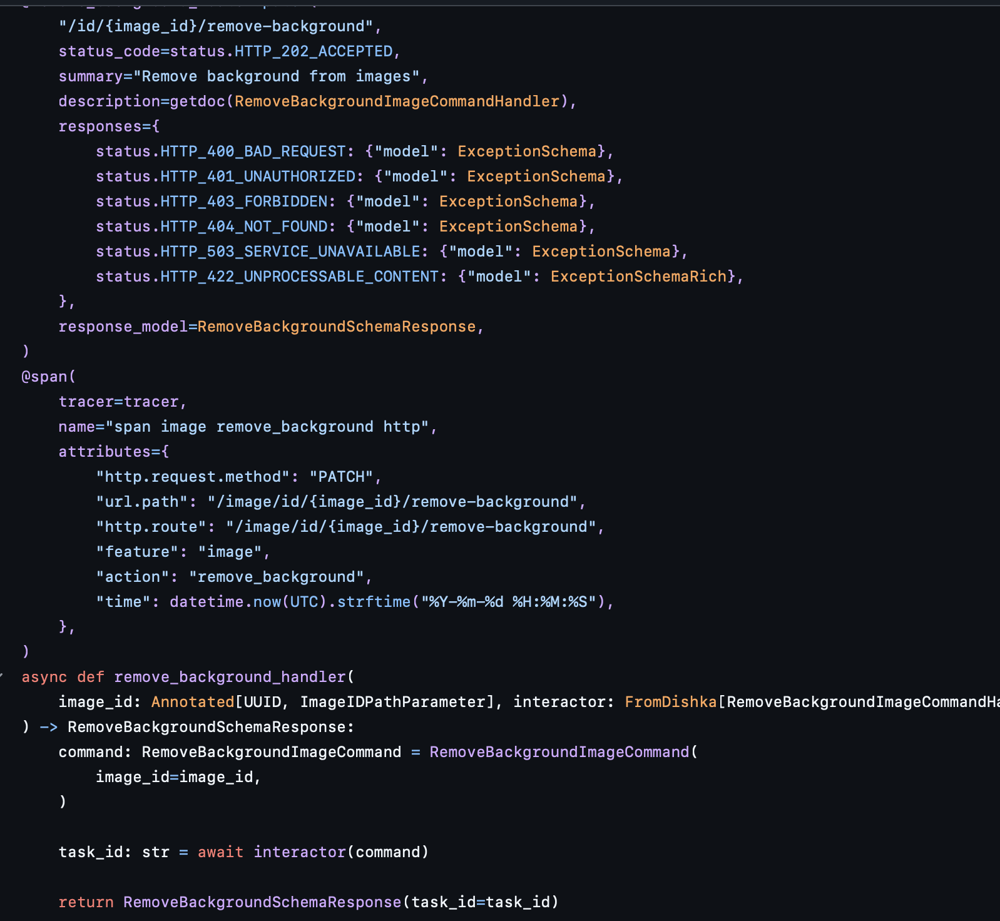 "/id/{image_id}/remove-background",
status_code=status.HTTP_202_ACCEPTED,
summary="Remove background from images",
description=getdoc(RemoveBackgroundImageCommandHandler),
responses={
status.HTTP_400_BAD_REQUEST: {"model": ExceptionSchema},
status.HTTP_401_UNAUTHORIZED: {"model": ExceptionSchema},
status.HTTP_403_FORBIDDEN: {"model": ExceptionSchema},
status.HTTP_404_NOT_FOUND: {"model": ExceptionSchema},
status.HTTP_503_SERVICE_UNAVAILABLE: {"model": ExceptionSchema},
status.HTTP_422_UNPROCESSABLE_CONTENT: {"model": ExceptionSchemaRich},
},
response_model=RemoveBackgroundSchemaResponse,
)
@span(
tracer=tracer,
name="span image remove_background http",
attributes={
"http.request.method": "PATCH",
"url.path": "/image/id/{image_id}/remove-background",
"http.route": "/image/id/{image_id}/remove-background",
"feature": "image",
"action": "remove_background",
"time": datetime.now(UTC).strftime("%Y-%m-%d %H:%M:%S"),
},
)
async def remove_background_handler(
image_id: Annotated[UUID, ImageIDPathParameter], interactor: FromDishka[RemoveBackgroundImageCommandHa
) -> RemoveBackgroundSchemaResponse:
command: RemoveBackgroundImageCommand = RemoveBackgroundImageCommand(
image_id=image_id,
)
task_id: str = await interactor(command)
return RemoveBackgroundSchemaResponse(task_id=task_id)